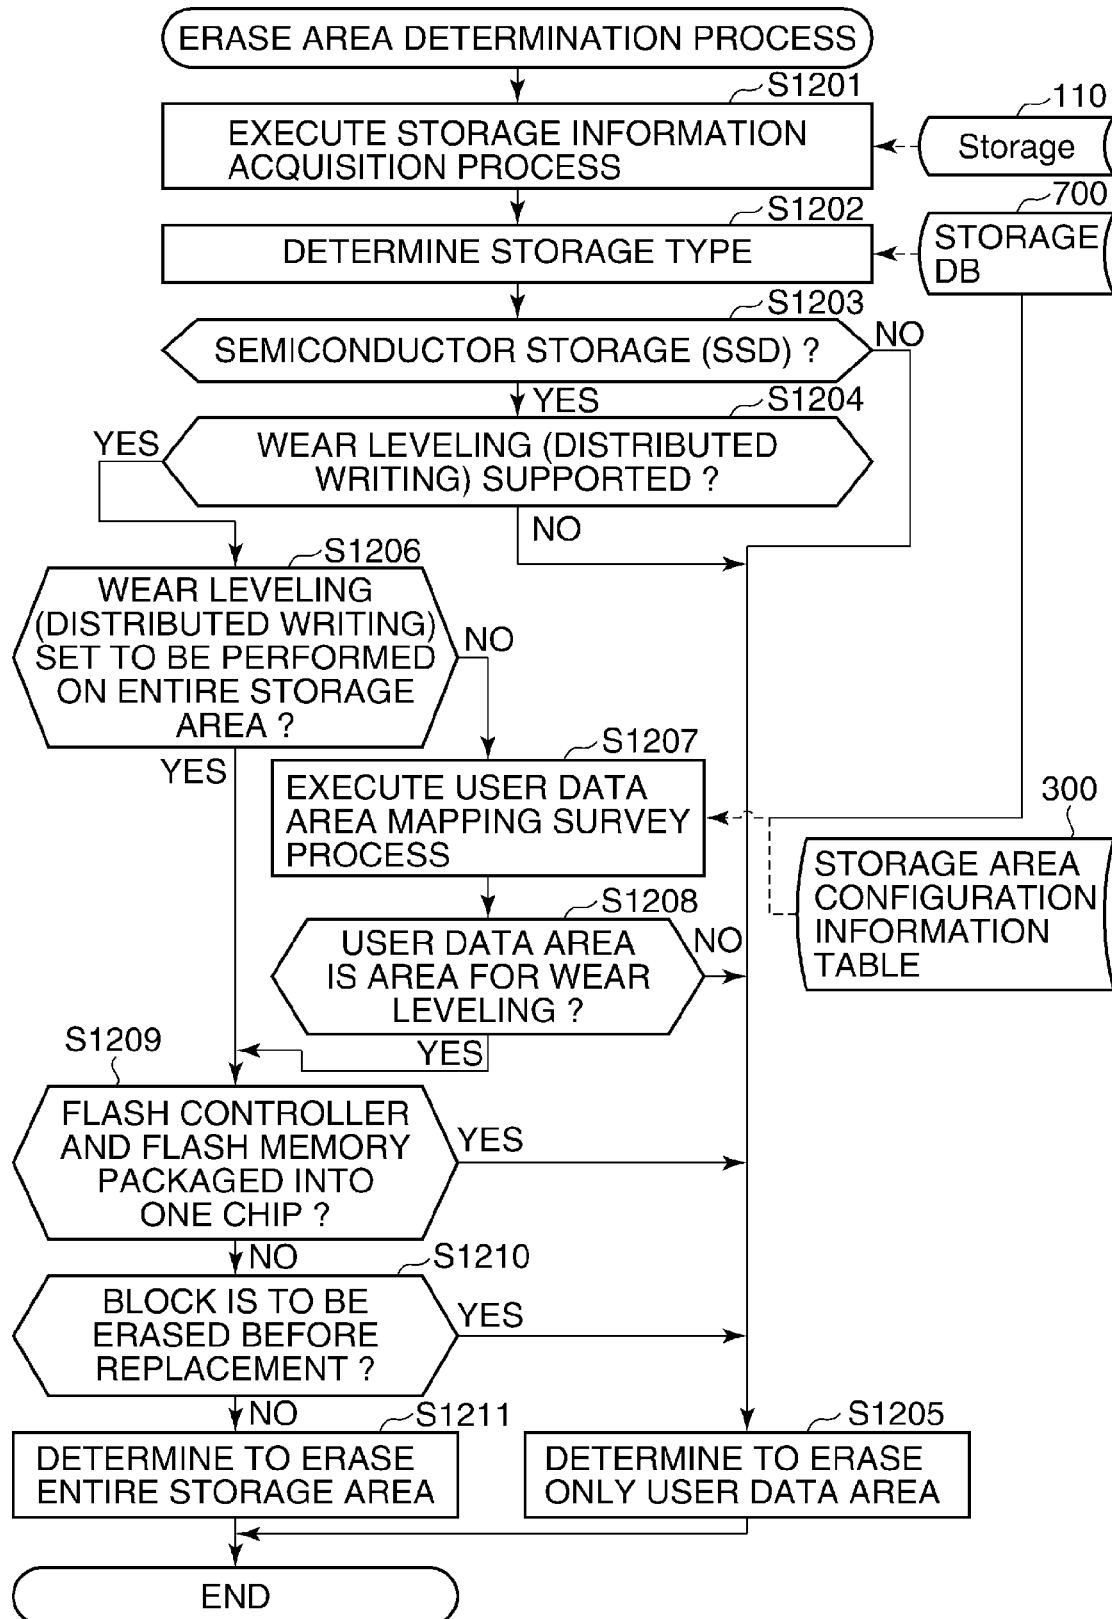 ERASE AREA DETERMINATION PROCESS
S1201
EXECUTE STORAGE INFORMATION
ACQUISITION PROCESS
110
Storage
S1202
DETERMINE STORAGE TYPE
700
STORAGE
DB
S1203
SEMICONDUCTOR STORAGE (SSD) ?
NO
YES
S1204
YES
WEAR LEVELING (DISTRIBUTED
WRITING) SUPPORTED ?
NO
S1206
WEAR LEVELING
(DISTRIBUTED WRITING)
SET TO BE PERFORMED
ON ENTIRE STORAGE
AREA ?
NO
YES
S1207
EXECUTE USER DATA
AREA MAPPING SURVEY
PROCESS
300
STORAGE AREA
CONFIGURATION
INFORMATION
TABLE
S1208
USER DATA AREA
IS AREA FOR WEAR
LEVELING ?
NO
YES
S1209
FLASH CONTROLLER
AND FLASH MEMORY
PACKAGED INTO
ONE CHIP ?
YES
NO
S1210
BLOCK IS TO BE
ERASED BEFORE
REPLACEMENT ?
YES
NO
S1211
DETERMINE TO ERASE
ENTIRE STORAGE AREA
S1205
DETERMINE TO ERASE
ONLY USER DATA AREA
END